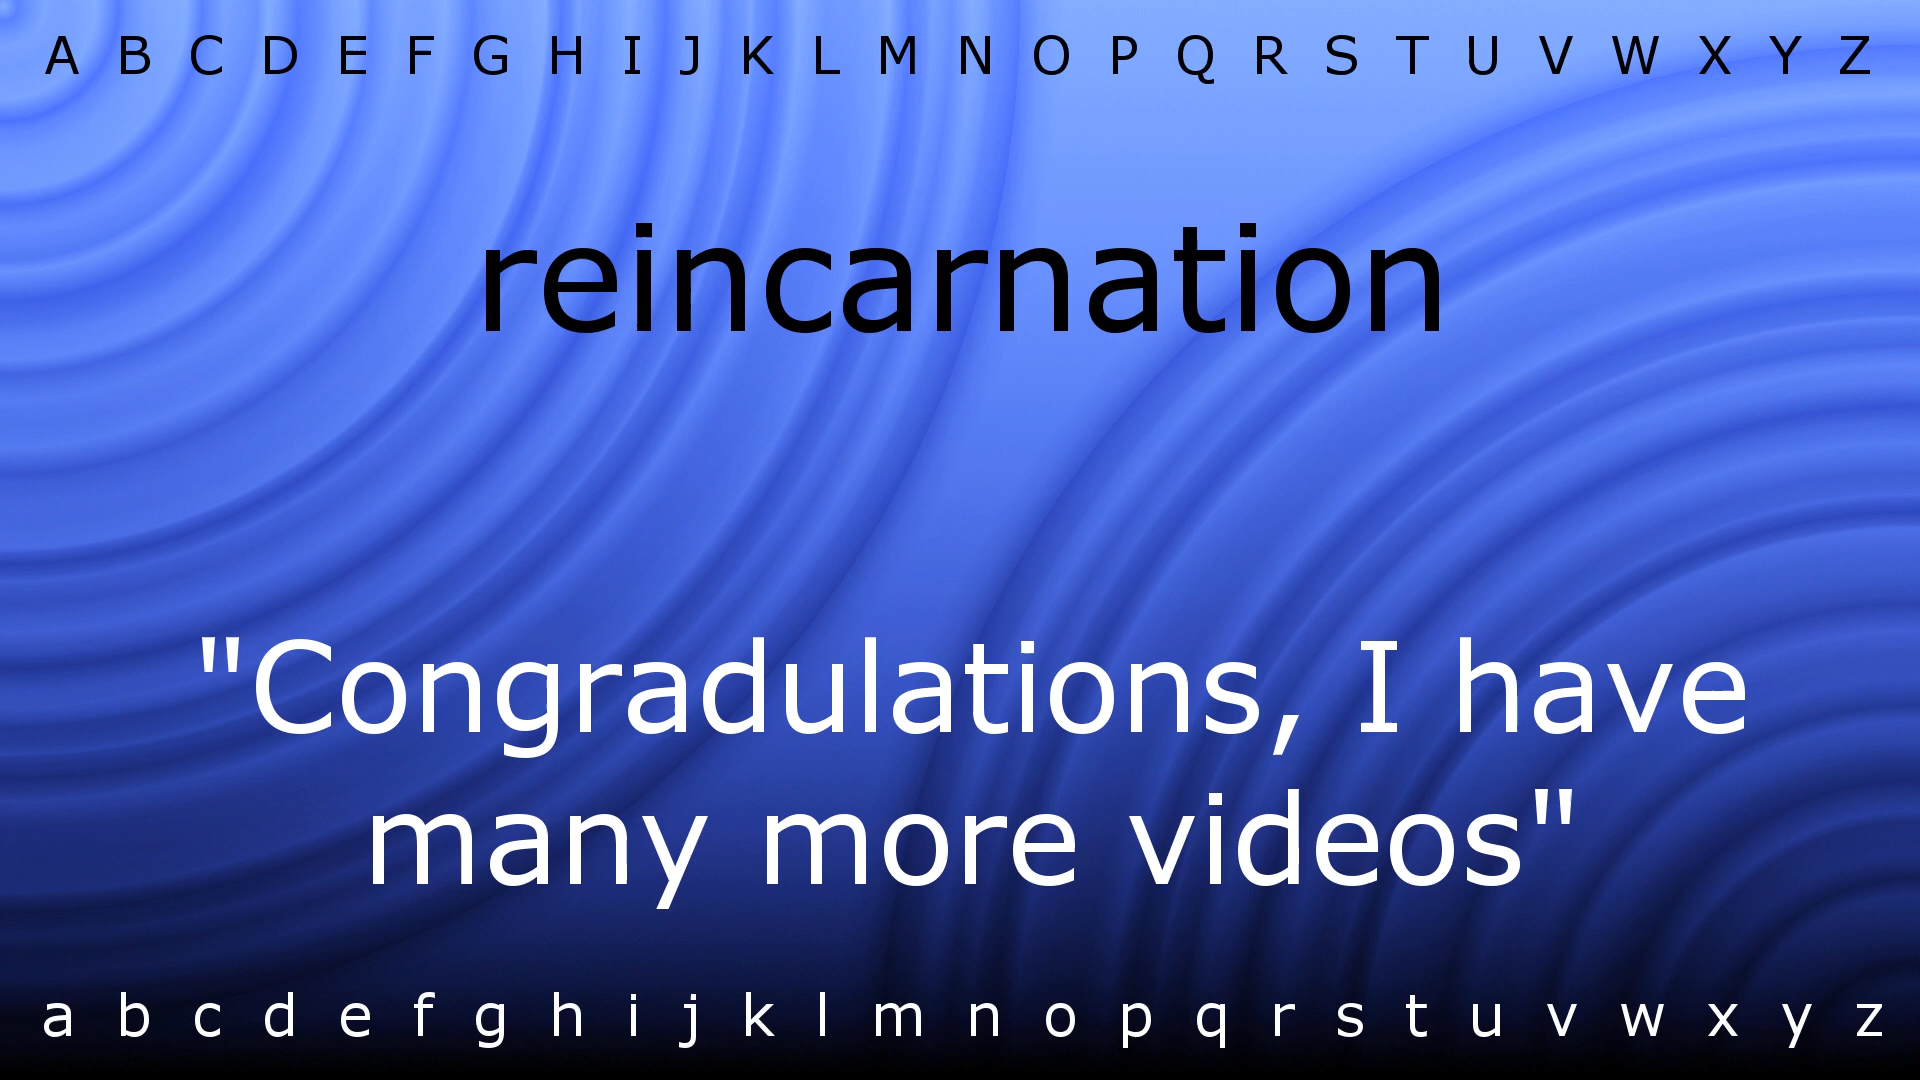 A B C D E F G H I J K L M N O P Q R S T U V W X Y Z
reincarnation
"Congradulations, I have
many more videos"
a b c d e f g h i j k l m n o p q r s t u v w x y z